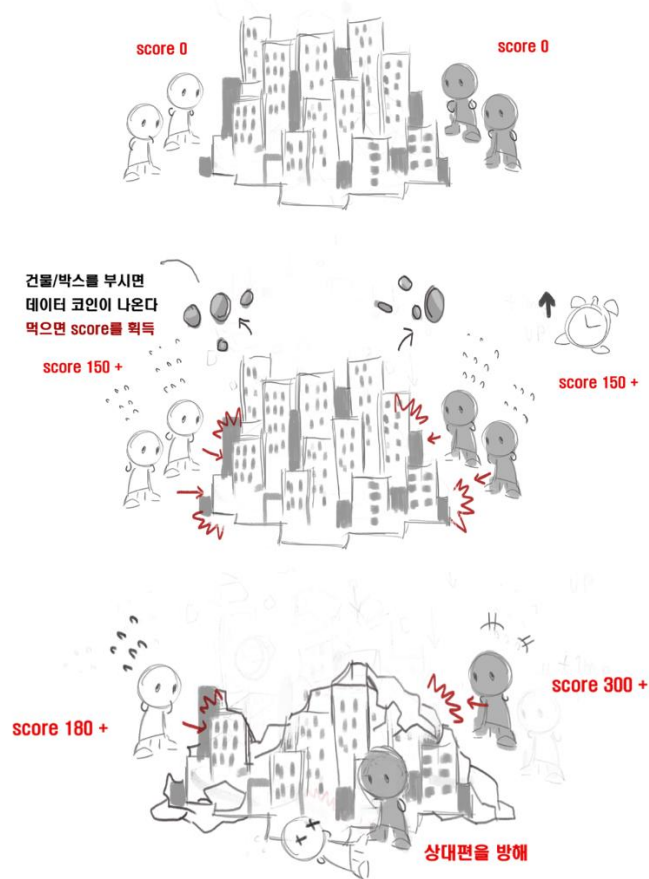 score 0
score 0
건물/박스를 부시면
데이터 코인이 나온다
먹으면 score를 획득
score 150 +
score 150 +
score 180 +
score 300 +
상대편을 방해